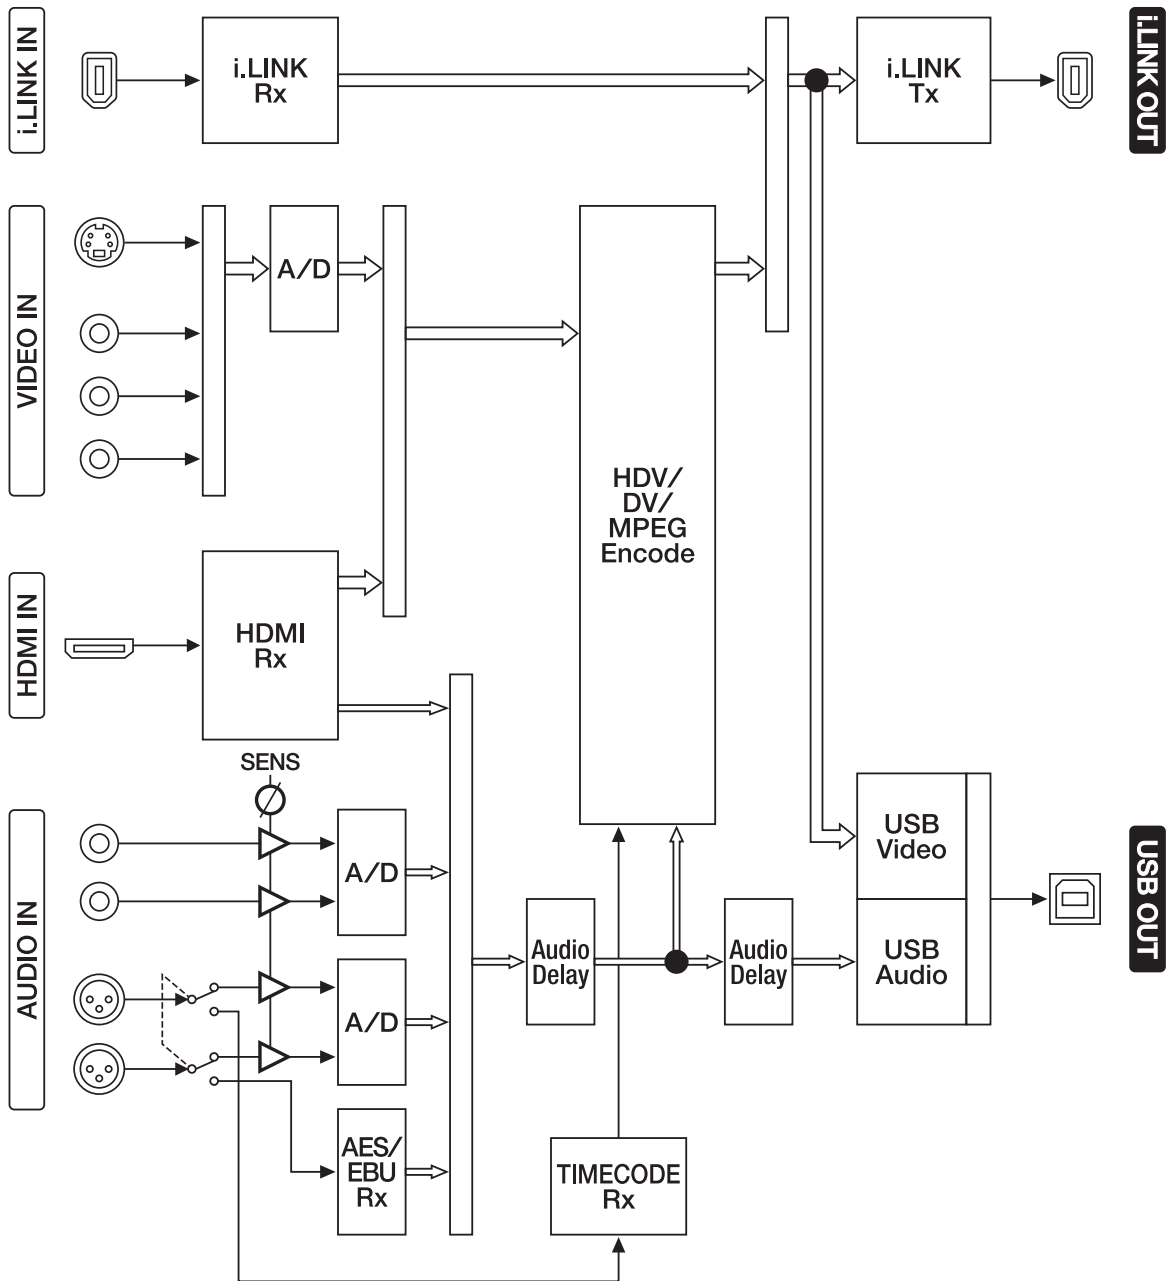 i.LINK IN
i.LINK
Rx
i.LINK
Tx
i.LINK OUT
VIDEO IN
A/D
HDV/
DV/
MPEG
Encode
HDMI IN
HDMI
Rx
SENS
AUDIO IN
A/D
A/D
AES/
EBU
Rx
Audio
Delay
Audio
Delay
TIMECODE
Rx
USB
Video
USB
Audio
USB OUT